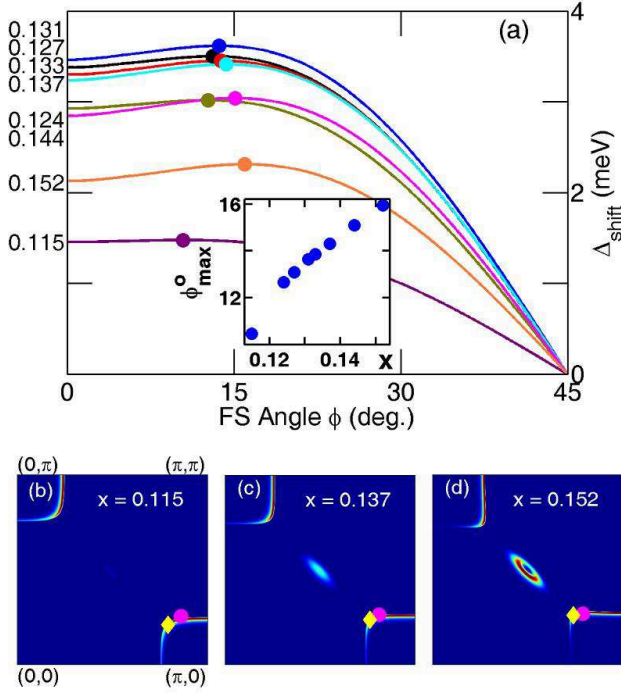 (a)
0.131
0.127
0.133
0.137
0.124
0.144
0.152
0.115
4
2
0
Δshift (meV)
16
12
ϕ°max
0.12
0.14
x
0
15
30
45
FS Angle ϕ (deg.)
(0,π)
(π,π)
(b)
x = 0.115
(c)
x = 0.137
(d)
x = 0.152
(0,0)
(π,0)